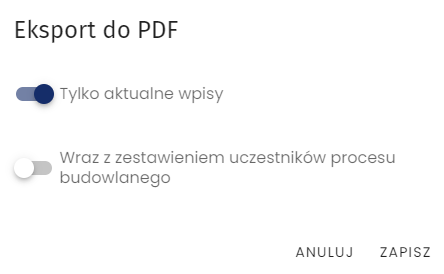 Eksport do PDF
Tylko aktualne wpisy
Wraz z zestawieniem uczestników procesu
budowlanego
ANULUJ ZAPISZ